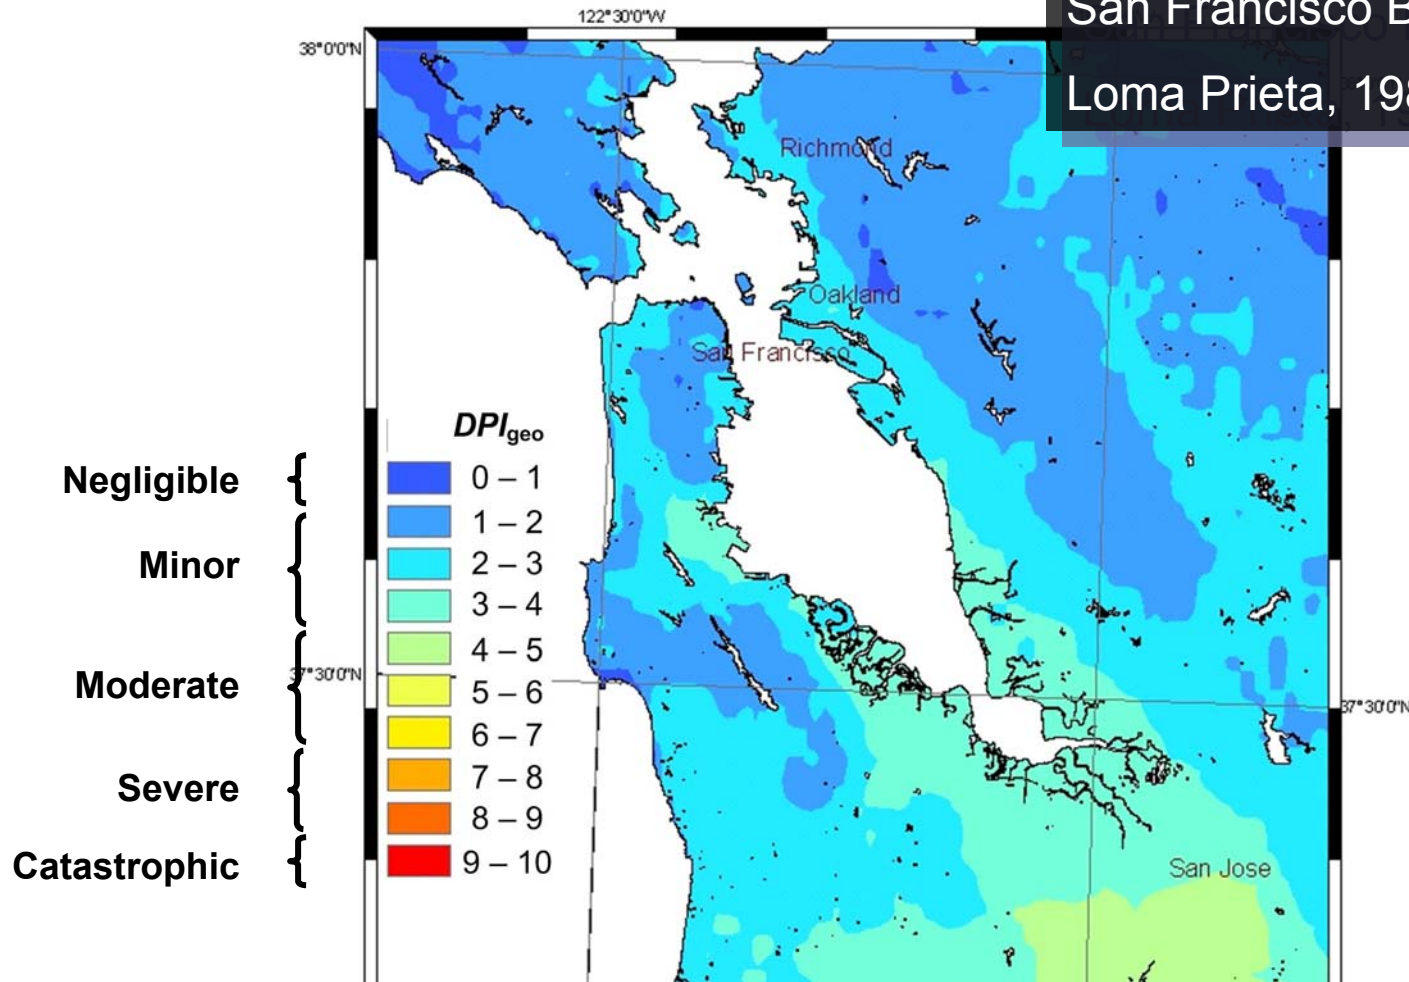 122°30'0"W
San Francisco B
38°0'0"N
Loma Prieta, 198
Richmond
Oakland
San Francisco
DPIgeo
Negligible
0 – 1
1 – 2
Minor
2 – 3
3 – 4
4 – 5
Moderate
37°30'0"N
5 – 6
37°30'0"N
6 – 7
7 – 8
Severe
8 – 9
Catastrophic
9 – 10
San Jose